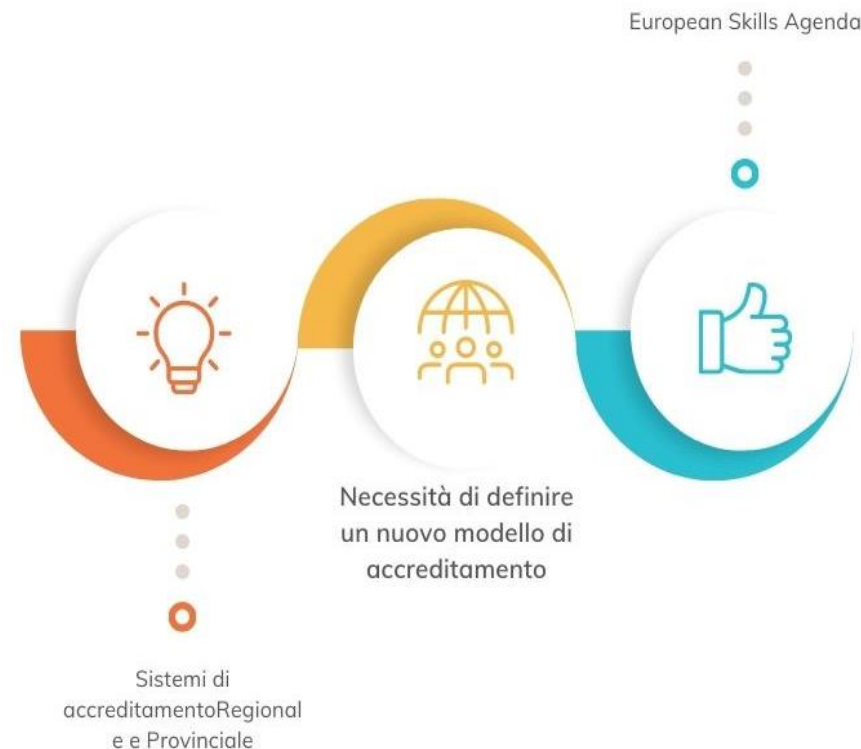 European Skills Agenda
Necessità di definire
un nuovo modello di
accreditamento
Sistemi di
accreditamentoRegional
e e Provinciale